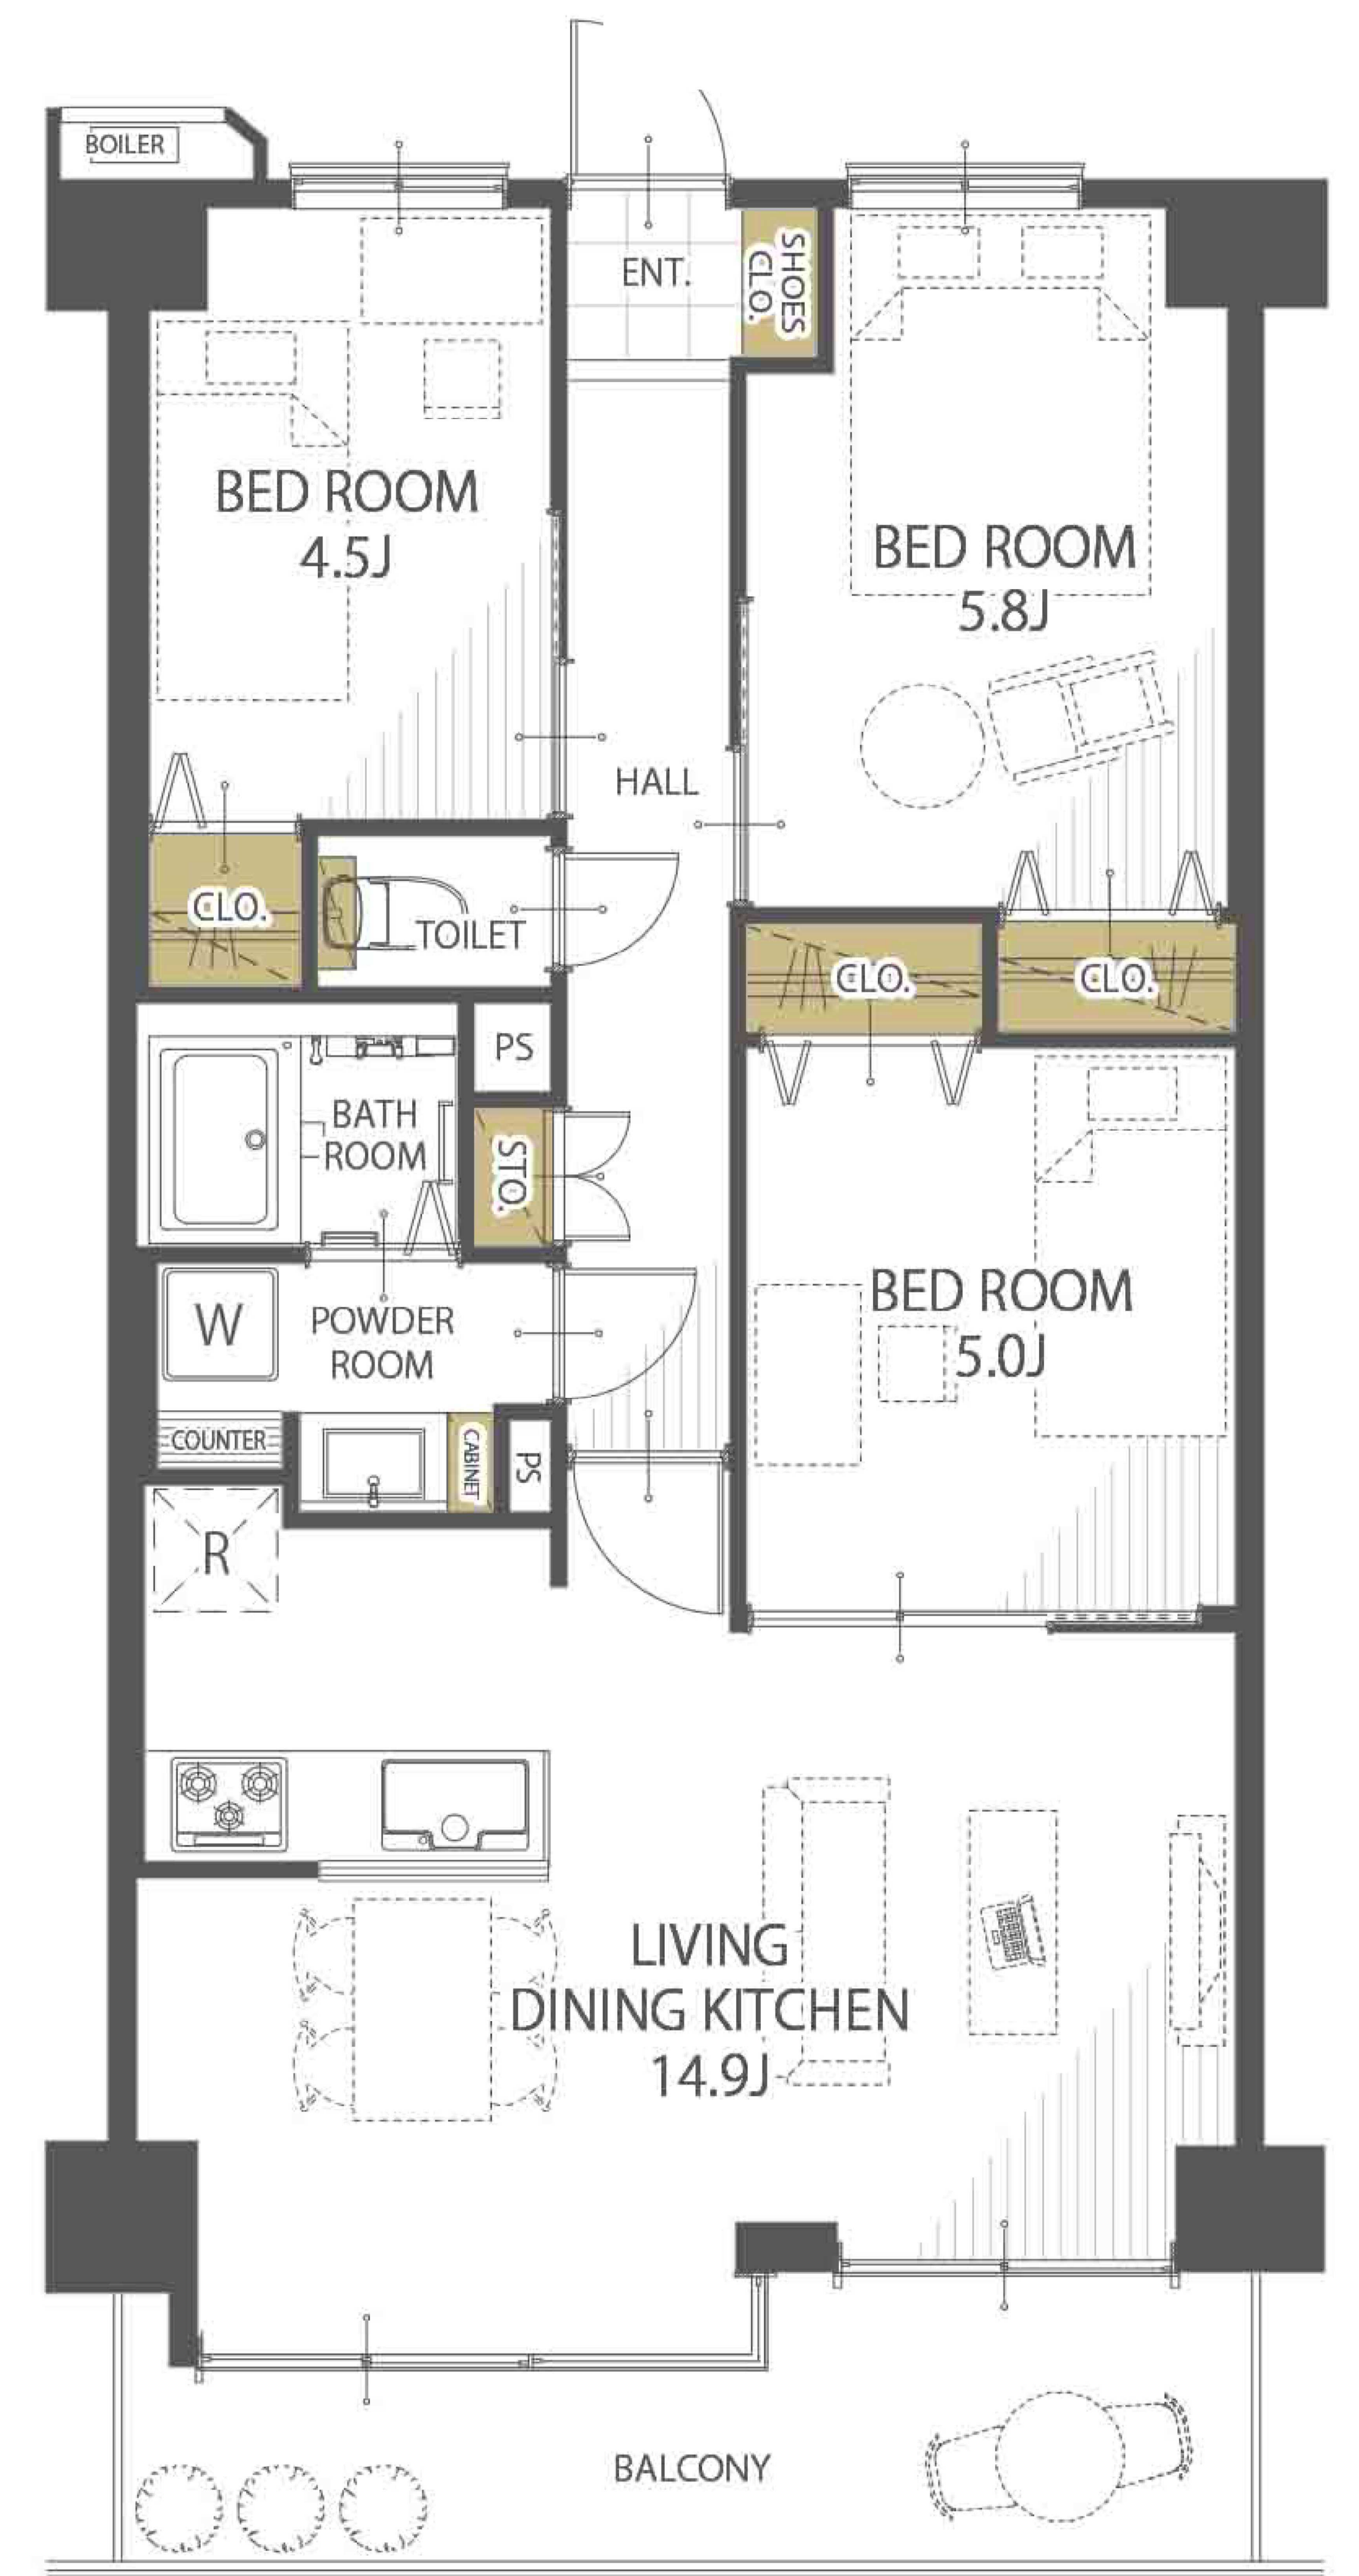 BOILER
ENT.
SHOES
CLO.
BED ROOM
4.5J
BED ROOM
5.8J
HALL
CLO.
TOILET
CLO.
CLO.
PS
BATH
ROOM
STO.
W
POWDER
ROOM
BED ROOM
5.0J
COUNTER
CABINET
PS
R
LIVING
DINING KITCHEN
14.9J
BALCONY